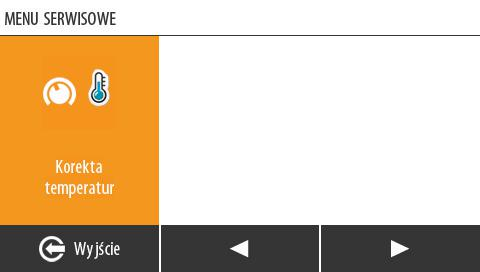 MENU SERWISOWE
Korekta
temperatur
Wyjście